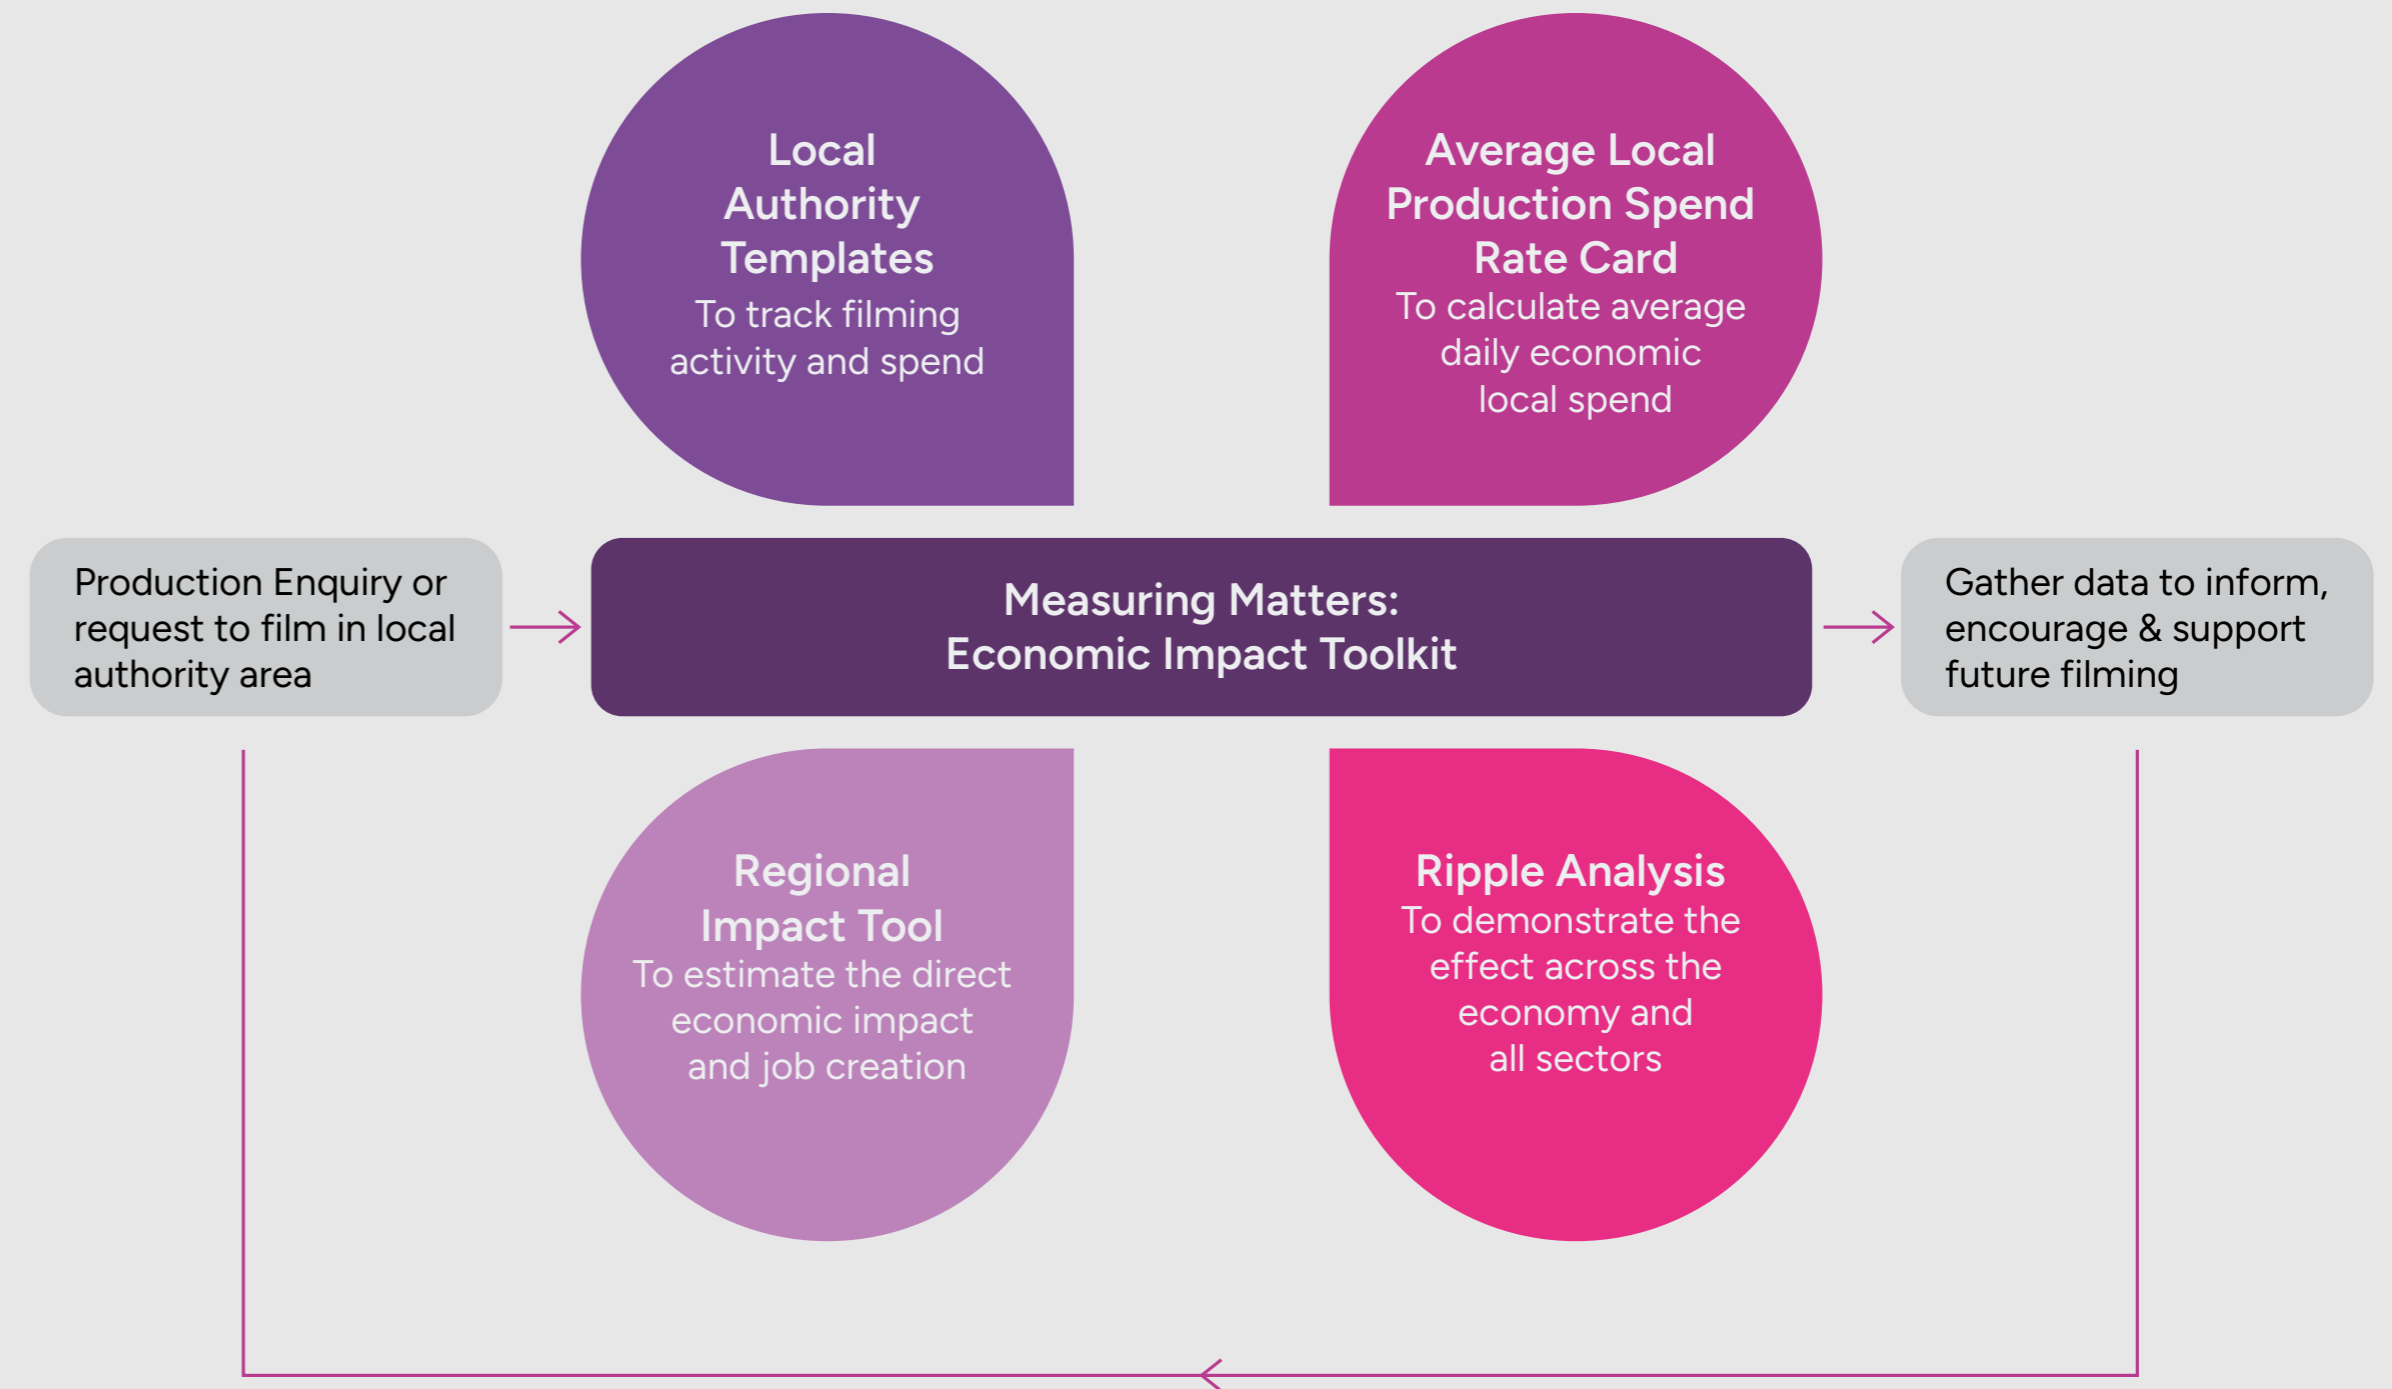 Local
Authority
Templates
To track filming
activity and spend
Average Local
Production Spend
Rate Card
To calculate average
daily economic
local spend
Production Enquiry or
request to film in local
authority area
Measuring Matters:
Economic Impact Toolkit
Gather data to inform,
encourage & support
future filming
Regional
Impact Tool
To estimate the direct
economic impact
and job creation
Ripple Analysis
To demonstrate the
effect across the
economy and
all sectors